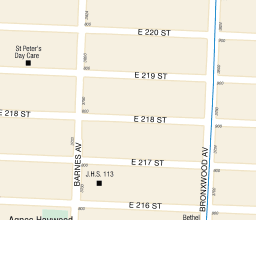 E 220 ST
St Peter's
Day Care
E 219 ST
E 218 ST
E 218 ST
E 217 ST
BARNES AV
BRONXWOOD AV
J.H.S. 113
E 216 ST
Bethel
Agnes Haywood